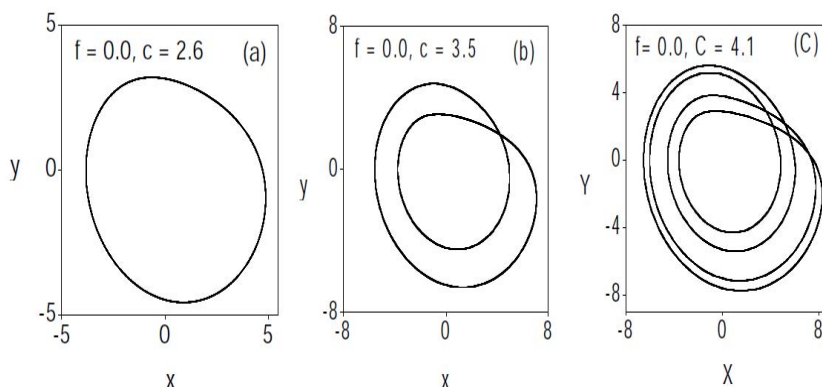 5
f = 0.0, c = 2.6 (a)
y
0
-5
-5 0 5
x
8
f = 0.0, c = 3.5 (b)
y
0
-8
-8 0 8
x
8
f= 0.0, C = 4.1 (C)
4
Y
0
-4
-8
-8 0 8
X